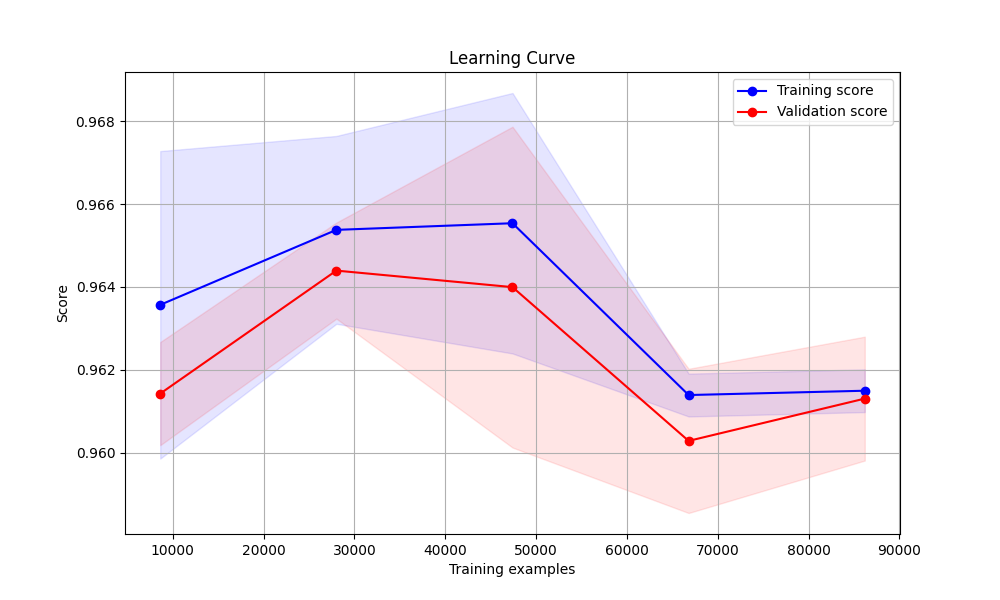 Learning Curve
Training score
Validation score
0.968
0.966
0.964
0.962
0.960
Score
10000 20000 30000 40000 50000 60000 70000 80000 90000
Training examples